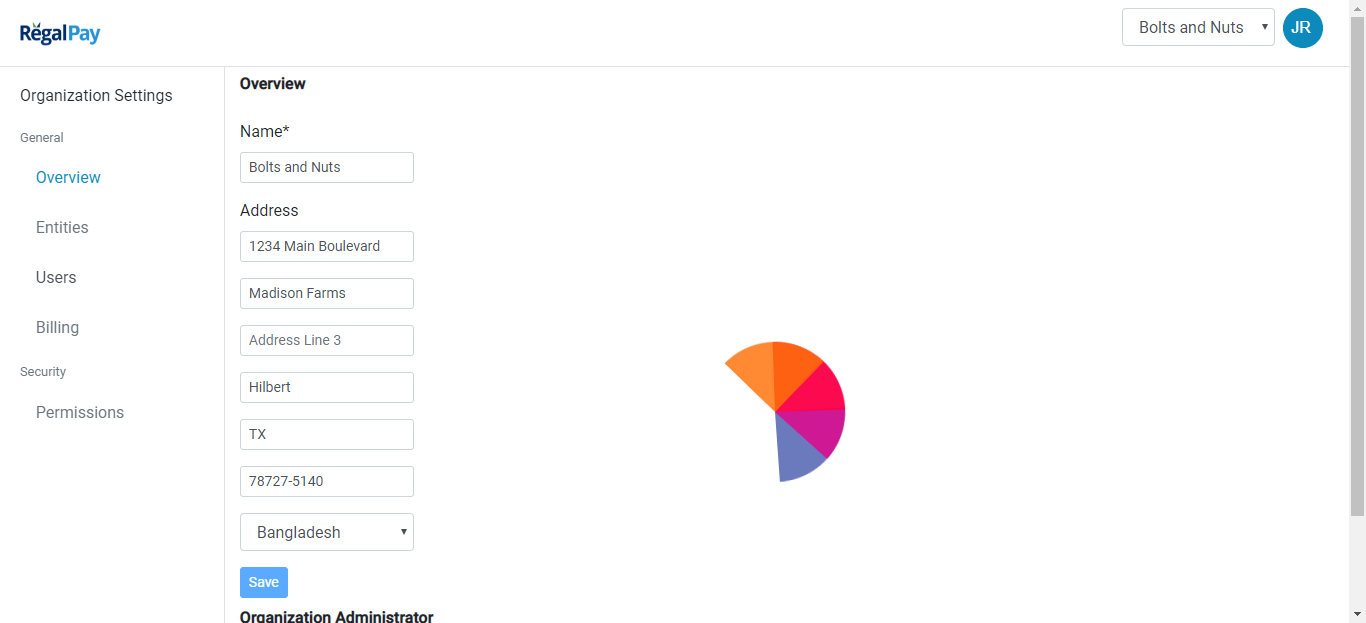 RegalPay
Bolts and Nuts
JR
Organization Settings
General
Overview
Entities
Users
Billing
Security
Permissions
Overview
Name*
Bolts and Nuts
Address
1234 Main Boulevard
Madison Farms
Address Line 3
Hilbert
TX
78727-5140
Bangladesh
Save
Organization Administrator